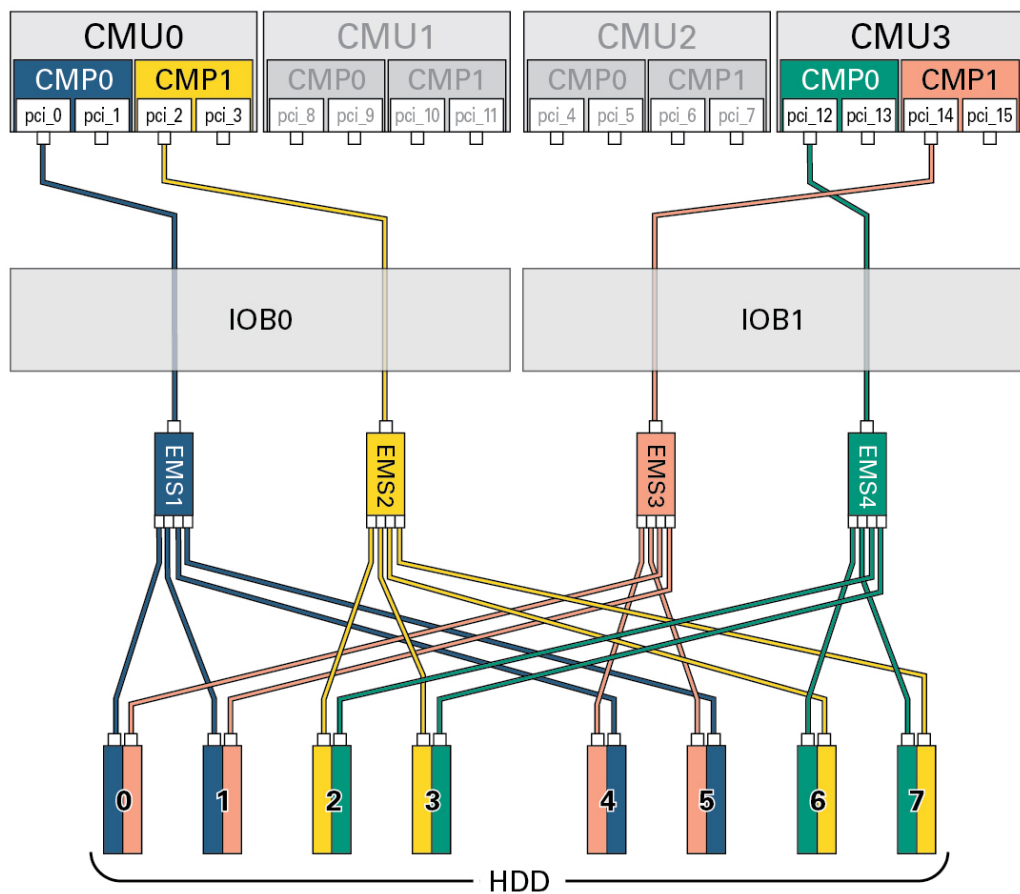 CMU0 CMU1 CMU2 CMU3
CMP0 CMP1 CMP0 CMP1 CMP0 CMP1 CMP0 CMP1
pci_0 pci_1 pci_2 pci_3 pci_8 pci_9 pci_10 pci_11 pci_4 pci_5 pci_6 pci_7 pci_12 pci_13 pci_14 pci_15
IOB0 IOB1
EMS1 EMS2 EMS3 EMS4
0 1 2 3 4 5 6 7
HDD